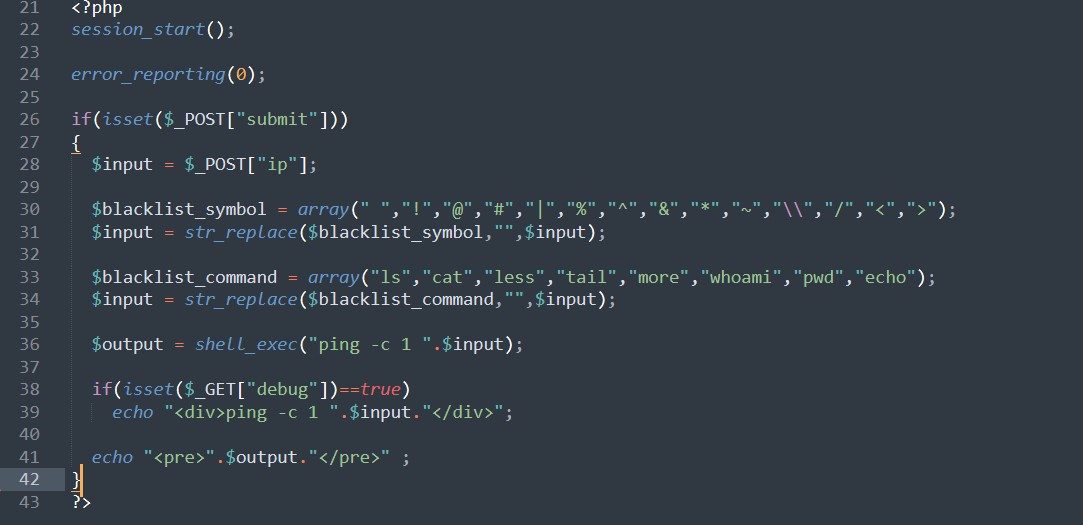 21 <?php
22 session_start();
23
24 error_reporting(0);
25
26 if(isset($_POST["submit"]))
27 {
28 $input = $_POST["ip"];
29
30 $blacklist_symbol = array(" ","!","@","#","|","%","^","&","*","~","\\","/","<",">");
31 $input = str_replace($blacklist_symbol,"",$input);
32
33 $blacklist_command = array("ls","cat","less","tail","more","whoami","pwd","echo");
34 $input = str_replace($blacklist_command,"",$input);
35
36 $output = shell_exec("ping -c 1 ".$input);
37
38 if(isset($_GET["debug"])==true)
39 echo "<div>ping -c 1 ".$input."</div>";
40
41 echo "<pre>".$output."</pre>" ;
42 }
43 ?>